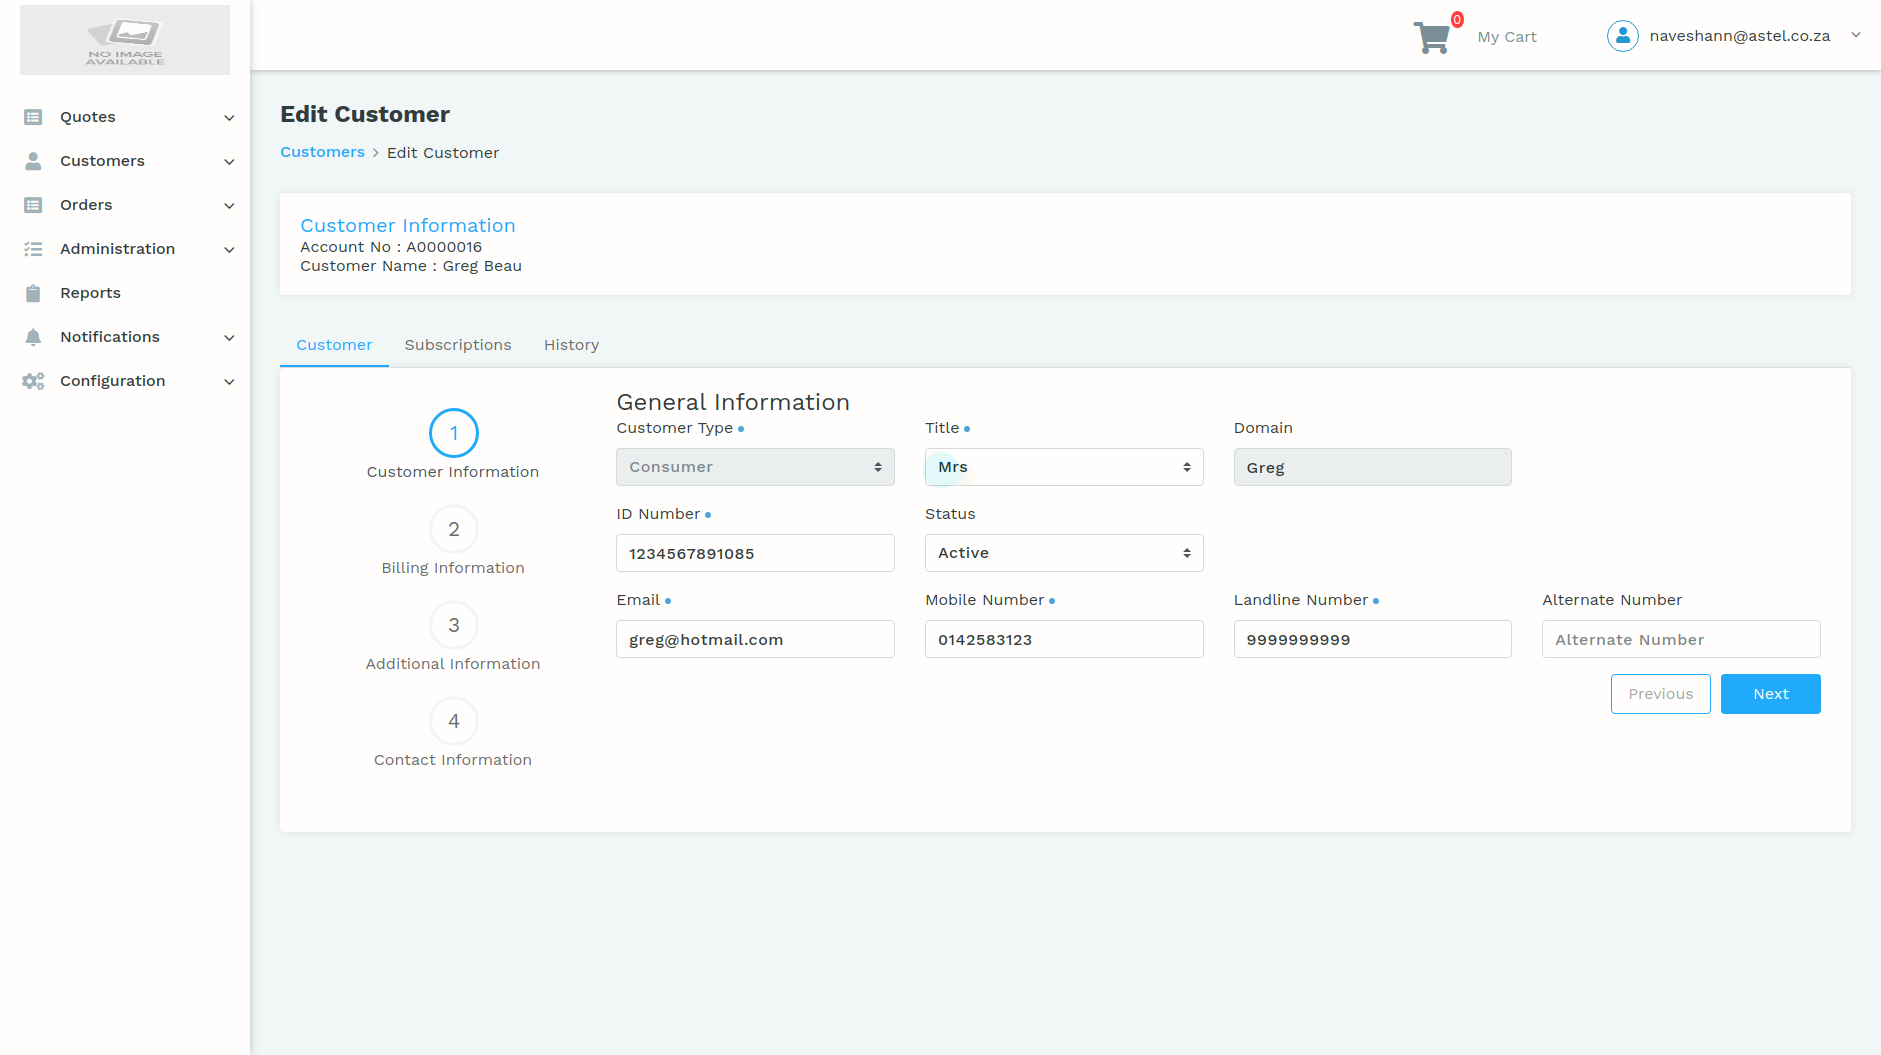 NO IMAGE
AVAILABLE
0
My Cart
naveshann@astel.co.za
Quotes
Customers
Orders
Administration
Reports
Notifications
Configuration
Edit Customer
Customers > Edit Customer
Customer Information
Account No : A0000016
Customer Name : Greg Beau
Customer Subscriptions History
1
Customer Information
2
Billing Information
3
Additional Information
4
Contact Information
General Information
Customer Type Title Domain
Consumer Mrs Greg
ID Number Status
1234567891085 Active
Email Mobile Number Landline Number Alternate Number
greg@hotmail.com 0142583123 9999999999 Alternate Number
Previous Next